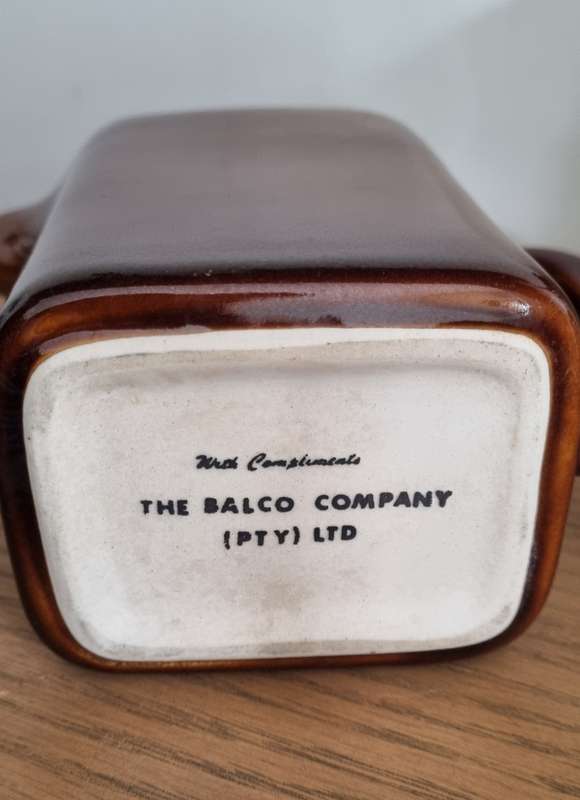 With Compliments
THE BALCO COMPANY
(PTY) LTD